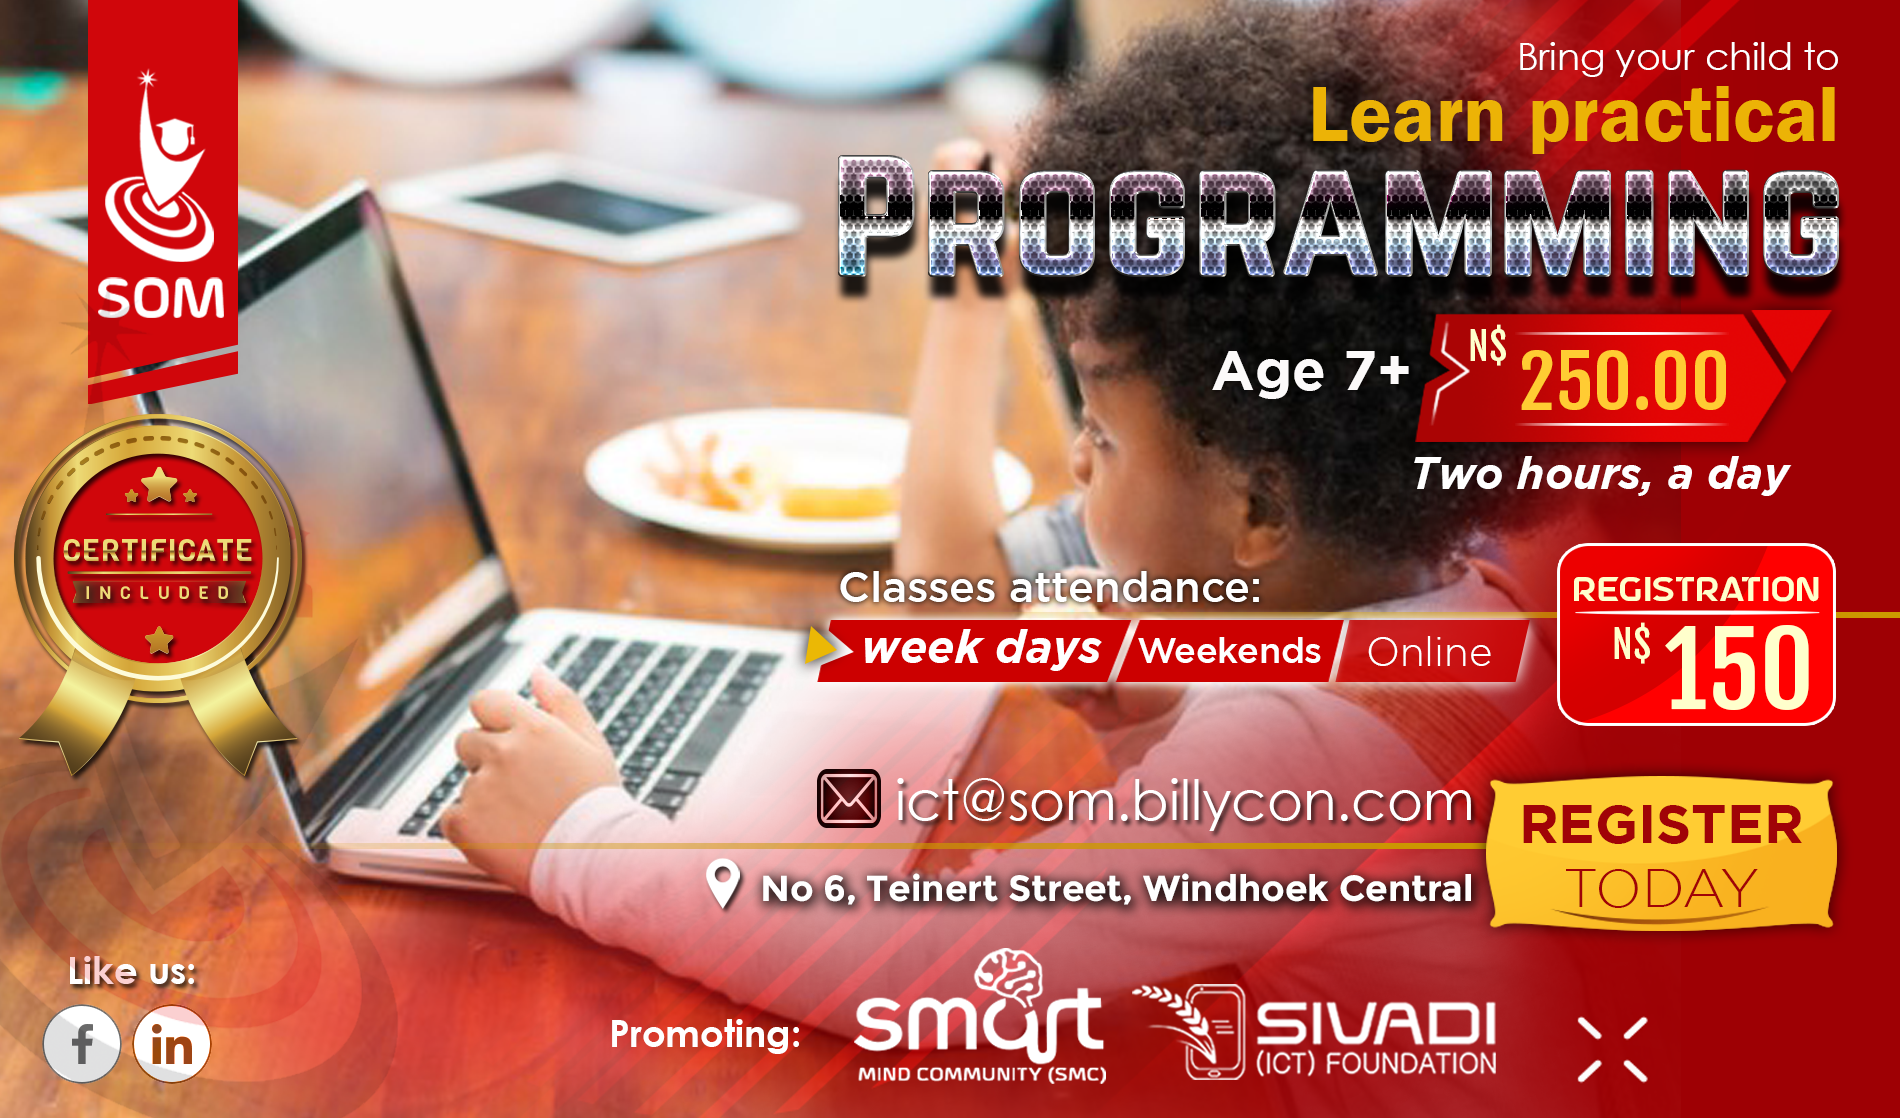 SOM
Bring your child to
Learn practical
PROGRAMMING
Age 7+
N$ 250.00
Two hours, a day
CERTIFICATE
INCLUDED
Classes attendance:
week days / Weekends / Online
REGISTRATION
N$ 150
ict@som.billycon.com
No 6, Teinert Street, Windhoek Central
REGISTER
TODAY
Like us:
f in
Promoting:
smart
MIND COMMUNITY (SMC)
SIVADI
(ICT) FOUNDATION